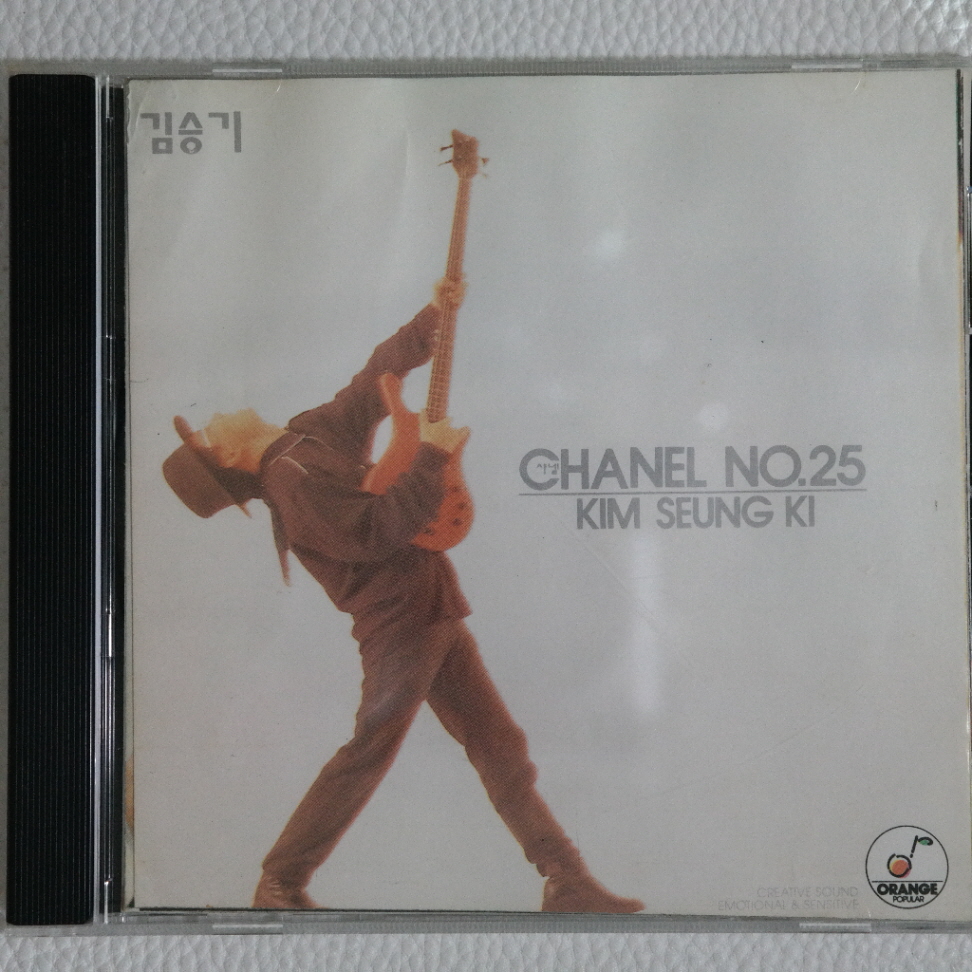 김승기
샤넬
CHANEL NO.25
KIM SEUNG KI
CREATIVE SOUND
EMOTIONAL & SENSITIVE
ORANGE
POPULAR